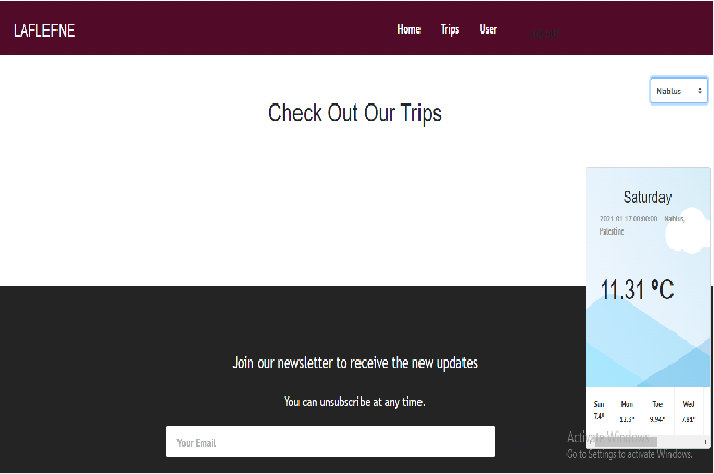 LAFLEFNE
Home Trips User
Nablus
Check Out Our Trips
Saturday
2021-01-17 00:00:00 Nablus,
Palestine
11.31 ºC
Sun Mon Tue Wed
7.4° 13.3° 9.94° 7.81°
Join our newsletter to receive the new updates
You can unsubscribe at any time.
Your Email
Activate Windows
Go to Settings to activate Windows.